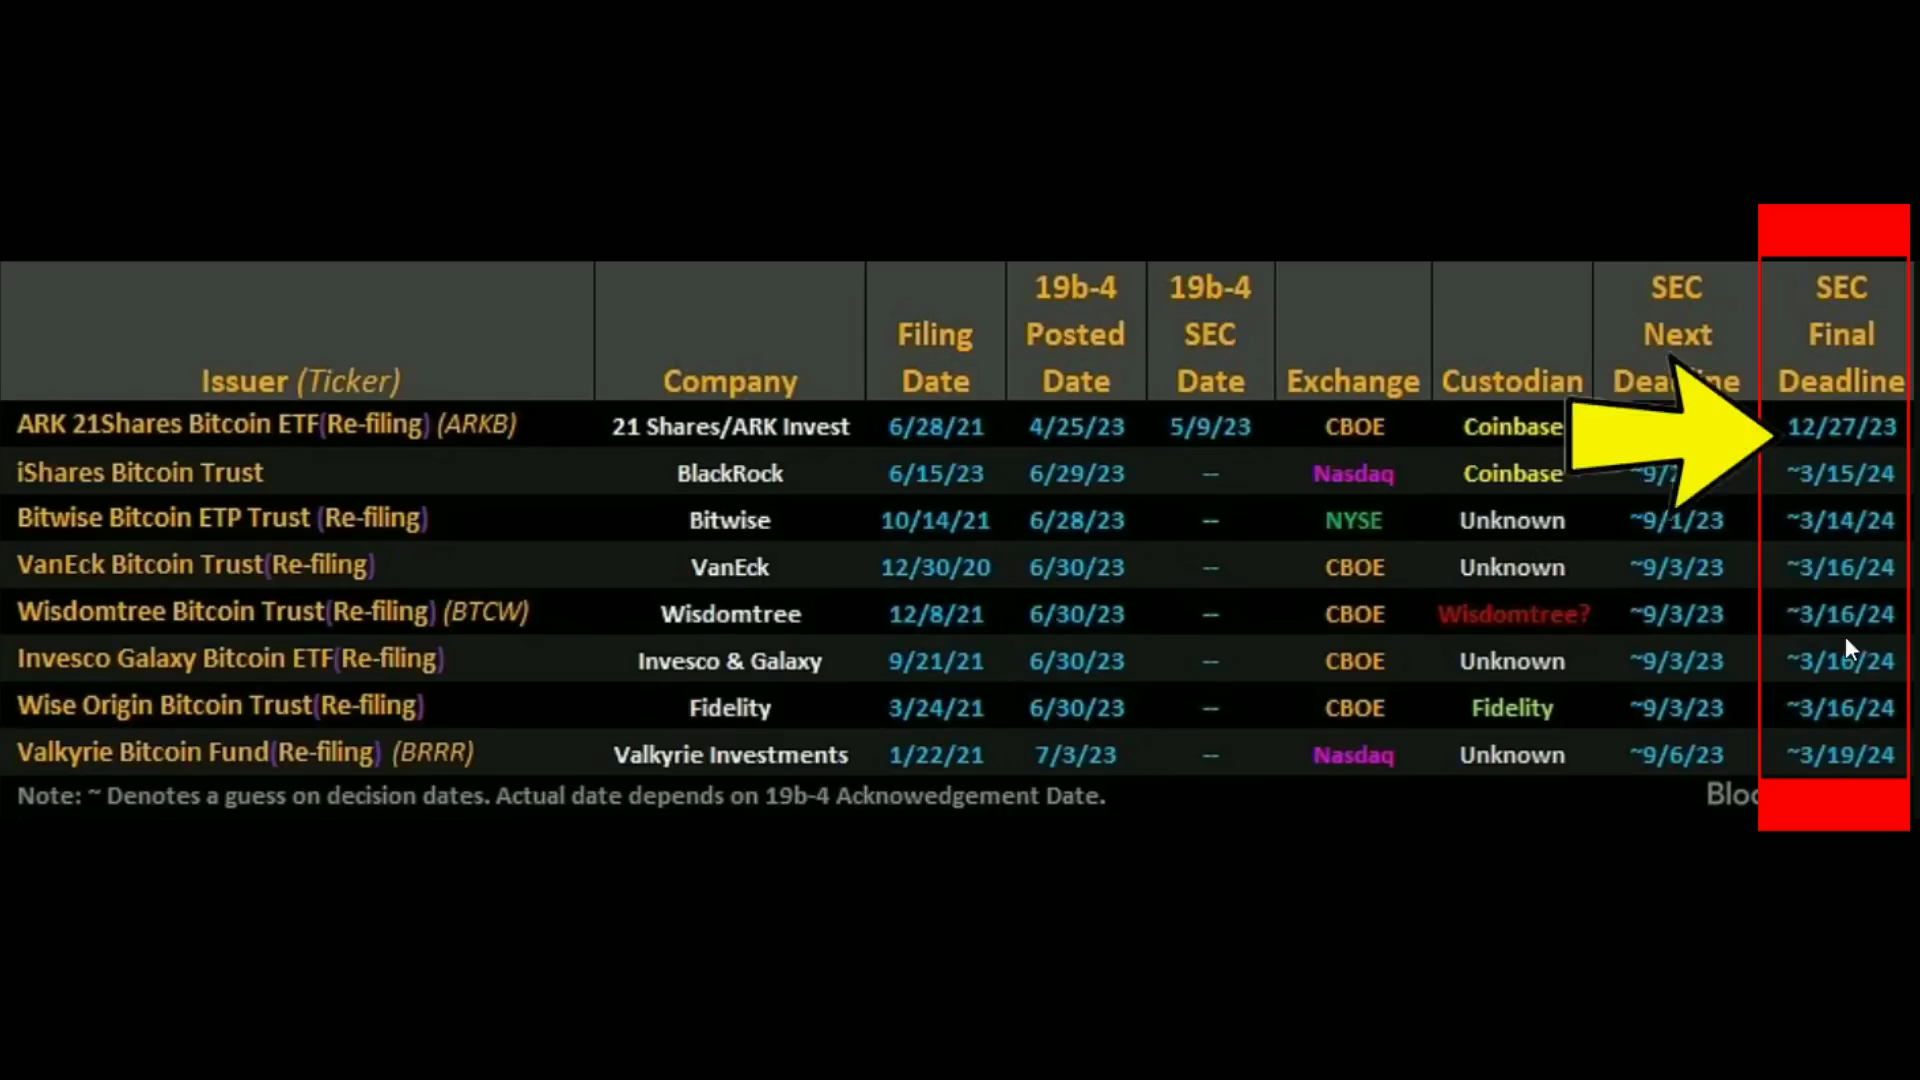 Issuer (Ticker) Company Filing Date 19b-4 Posted Date 19b-4 SEC Date Exchange Custodian SEC Next SEC Final Deadline
ARK 21Shares Bitcoin ETF(Re-filing) (ARKB) 21 Shares/ARK Invest 6/28/21 4/25/23 5/9/23 CBOE Coinbase 12/27/23
iShares Bitcoin Trust BlackRock 6/15/23 6/29/23 -- Nasdaq Coinbase ~3/15/24
Bitwise Bitcoin ETP Trust (Re-filing) Bitwise 10/14/21 6/28/23 -- NYSE Unknown ~9/1/23 ~3/14/24
VanEck Bitcoin Trust(Re-filing) VanEck 12/30/20 6/30/23 -- CBOE Unknown ~9/3/23 ~3/16/24
Wisdomtree Bitcoin Trust(Re-filing) (BTCW) Wisdomtree 12/8/21 6/30/23 -- CBOE Wisdomtree? ~9/3/23 ~3/16/24
Invesco Galaxy Bitcoin ETF(Re-filing) Invesco & Galaxy 9/21/21 6/30/23 -- CBOE Unknown ~9/3/23 ~3/16/24
Wise Origin Bitcoin Trust(Re-filing) Fidelity 3/24/21 6/30/23 -- CBOE Fidelity ~9/3/23 ~3/16/24
Valkyrie Bitcoin Fund(Re-filing) (BRRR) Valkyrie Investments 1/22/21 7/3/23 -- Nasdaq Unknown ~9/6/23 ~3/19/24
Note: ~ Denotes a guess on decision dates. Actual date depends on 19b-4 Acknowedgement Date.